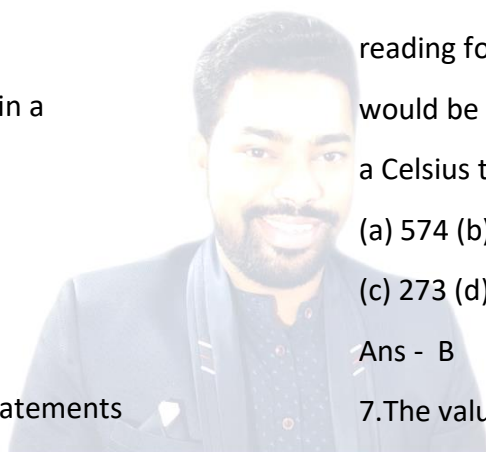 in a
atements
reading fo
would be
a Celsius t
(a) 574 (b)
(c) 273 (d)
Ans - B
7.The valu